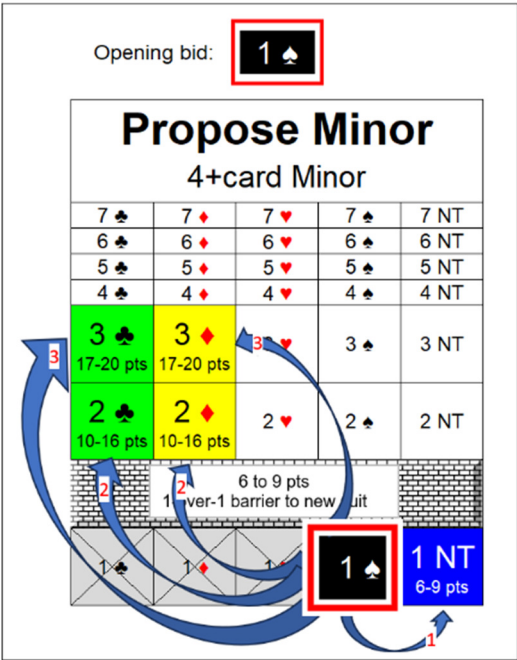 Opening bid: 1 ♠
Propose Minor
4+card Minor
7 ♣ 7 ♦ 7 ♥ 7 ♠ 7 NT
6 ♣ 6 ♦ 6 ♥ 6 ♠ 6 NT
5 ♣ 5 ♦ 5 ♥ 5 ♠ 5 NT
4 ♣ 4 ♦ 4 ♥ 4 ♠ 4 NT
3 ♣ 3 ♦ ♥ 3 ♠ 3 NT
3 17-20 pts 17-20 pts 3
2 ♣ 2 ♦ 2 ♥ 2 ♠ 2 NT
10-16 pts 10-16 pts
2 2 6 to 9 pts
barrier to new
1 ♣ 1 ♦ 1 ♠ 1 NT
6-9 pts
1